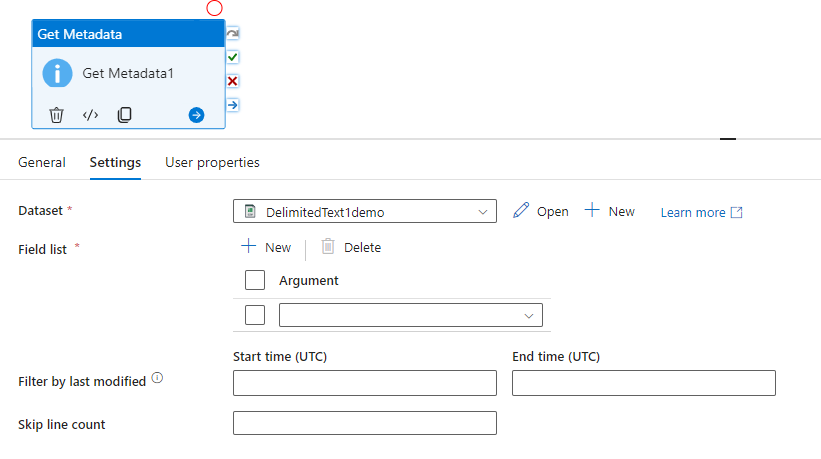 Get Metadata
Get Metadata1
General Settings User properties
Dataset * DelimitedText1demo Open New Learn more
Field list * New Delete
Argument
Start time (UTC) End time (UTC)
Filter by last modified
Skip line count